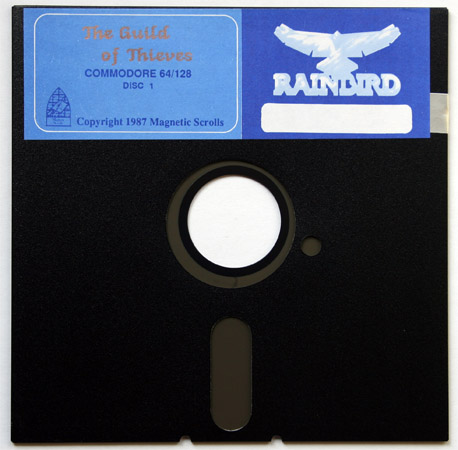 The Guild
of Thieves
COMMODORE 64/128
DISC 1
Copyright 1987 Magnetic Scrolls
RAINBIRD